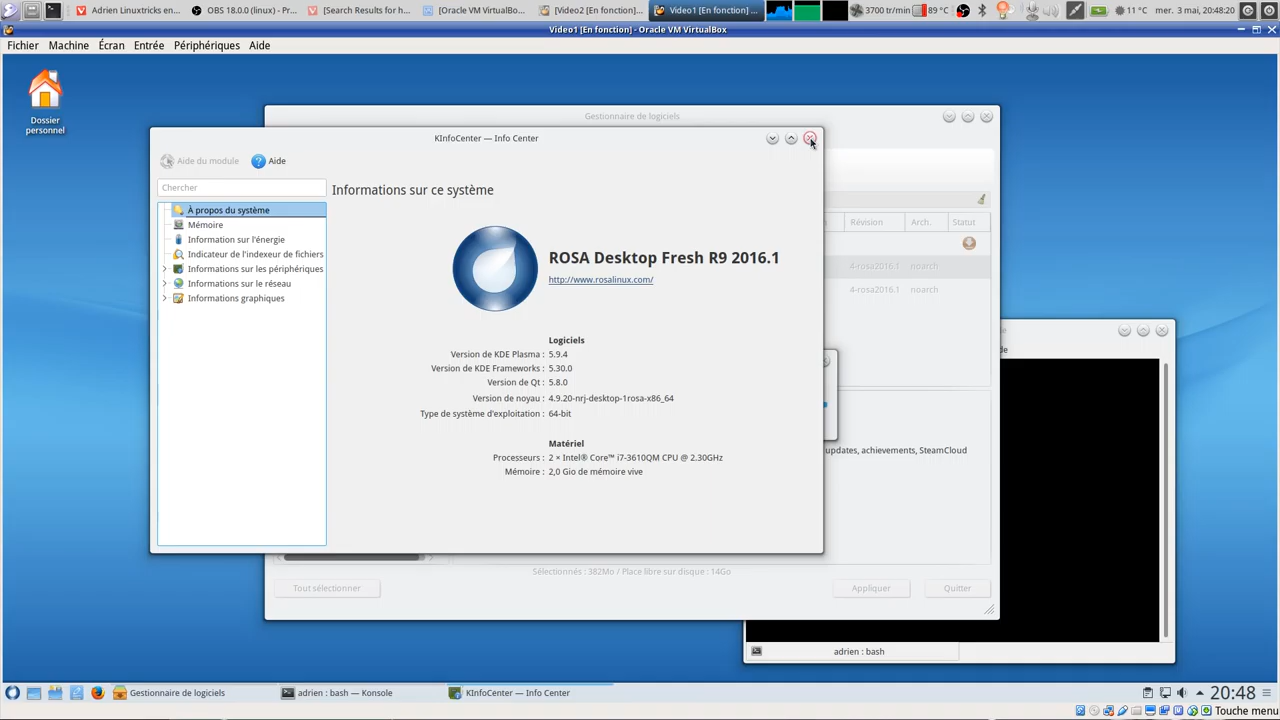 Adrien Linuxtricks en ...
OBS 18.0.0 (linux) - Pr...
[Search Results for h...
[Oracle VM VirtualBo...
[Video2 [En fonction]...
Video1 [En fonction] ...
3700 tr/min
89 °C
11 °C
mer. 3 mai, 20:48:20
Video1 [En fonction] - Oracle VM VirtualBox
Fichier Machine Écran Entrée Périphériques Aide
Dossier
personnel
Gestionnaire de logiciels
KInfoCenter — Info Center
Aide du module
Aide
Chercher
Informations sur ce système
À propos du système
Mémoire
Information sur l'énergie
Indicateur de l'indexeur de fichiers
Informations sur les périphériques
Informations sur le réseau
Informations graphiques
ROSA Desktop Fresh R9 2016.1
http://www.rosalinux.com/
Logiciels
Version de KDE Plasma : 5.9.4
Version de KDE Frameworks : 5.30.0
Version de Qt : 5.8.0
Version de noyau : 4.9.20-nrj-desktop-1rosa-x86_64
Type de système d'exploitation : 64-bit
Matériel
Processeurs : 2 × Intel® Core™ i7-3610QM CPU @ 2.30GHz
Mémoire : 2,0 Gio de mémoire vive
Révision Arch. Statut
4-rosa2016.1 noarch
4-rosa2016.1 noarch
updates, achievements, SteamCloud
Sélectionnés : 382Mo / Place libre sur disque : 14Go
Tout sélectionner
Appliquer
Quitter
adrien : bash
Gestionnaire de logiciels
adrien : bash — Konsole
KInfoCenter — Info Center
20:48
Touche menu